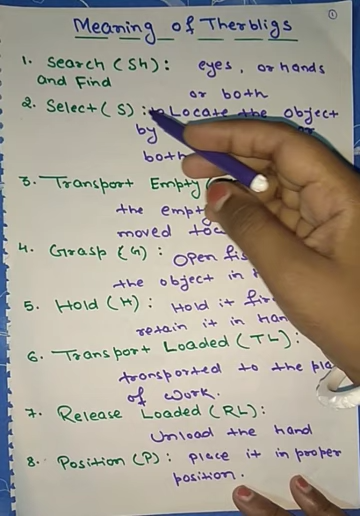 Meaning of Therbligs
1
1. Search (Sh) : eyes, or hands
and Find or both
2. Select (S) : Locate the object
by or
both
3. Transport Empty (
the empty
moved
4. Grasp (G) : Open
the object in
5. Hold (H) : Hold it
retain it in
6. Transport Loaded (TL) :
transported to the
of work.
7. Release Loaded (RL) :
Unload the hand
8. Position (P) : place it in proper
position.